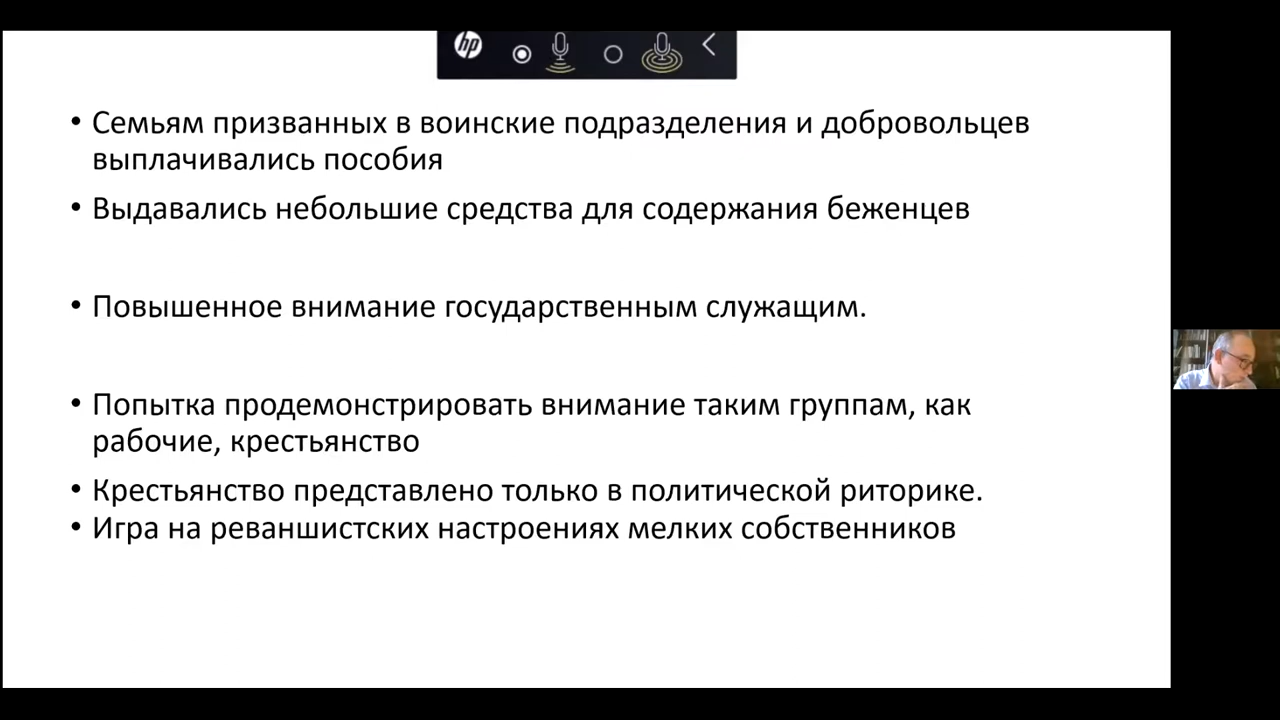 hp
• Семьям призванных в воинские подразделения и добровольцев
выплачивались пособия
• Выдавались небольшие средства для содержания беженцев
• Повышенное внимание государственным служащим.
• Попытка продемонстрировать внимание таким группам, как
рабочие, крестьянство
• Крестьянство представлено только в политической риторике.
• Игра на реваншистских настроениях мелких собственников